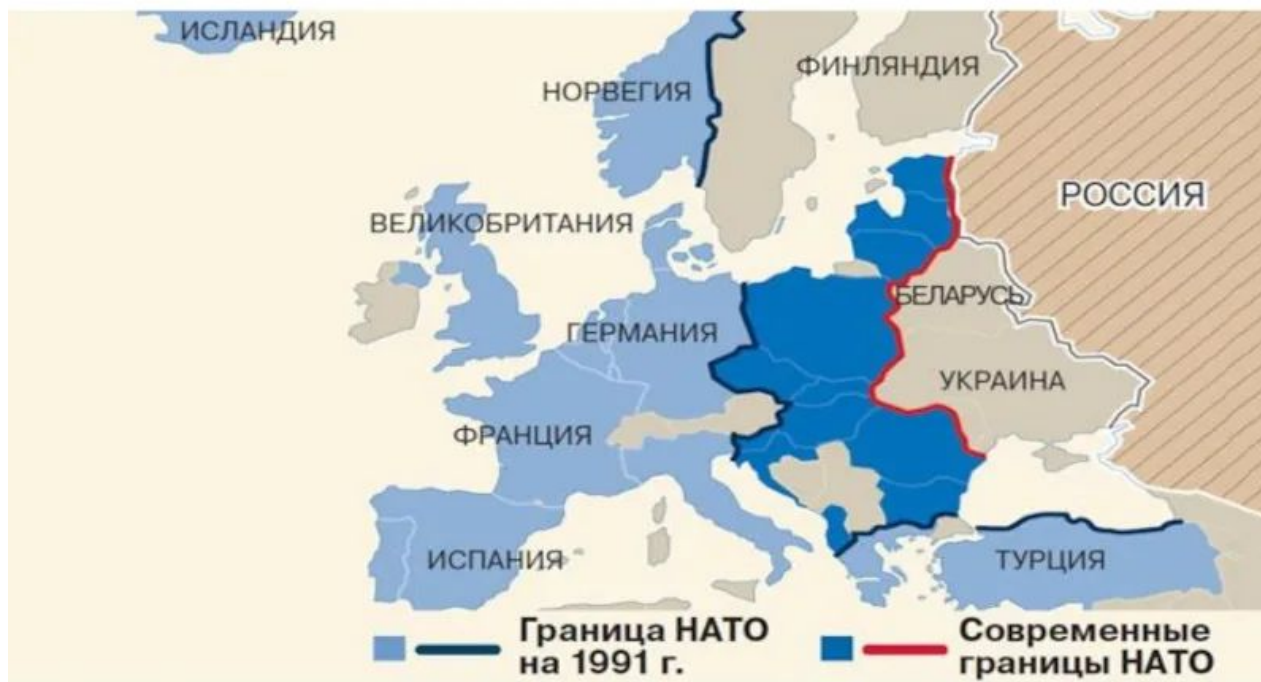 ИСЛАНДИЯ
ФИНЛЯНДИЯ
НОРВЕГИЯ
РОССИЯ
ВЕЛИКОБРИТАНИЯ
БЕЛАРУСЬ
ГЕРМАНИЯ
УКРАИНА
ФРАНЦИЯ
ИСПАНИЯ
ТУРЦИЯ
Граница НАТО
на 1991 г.
Современные
границы НАТО